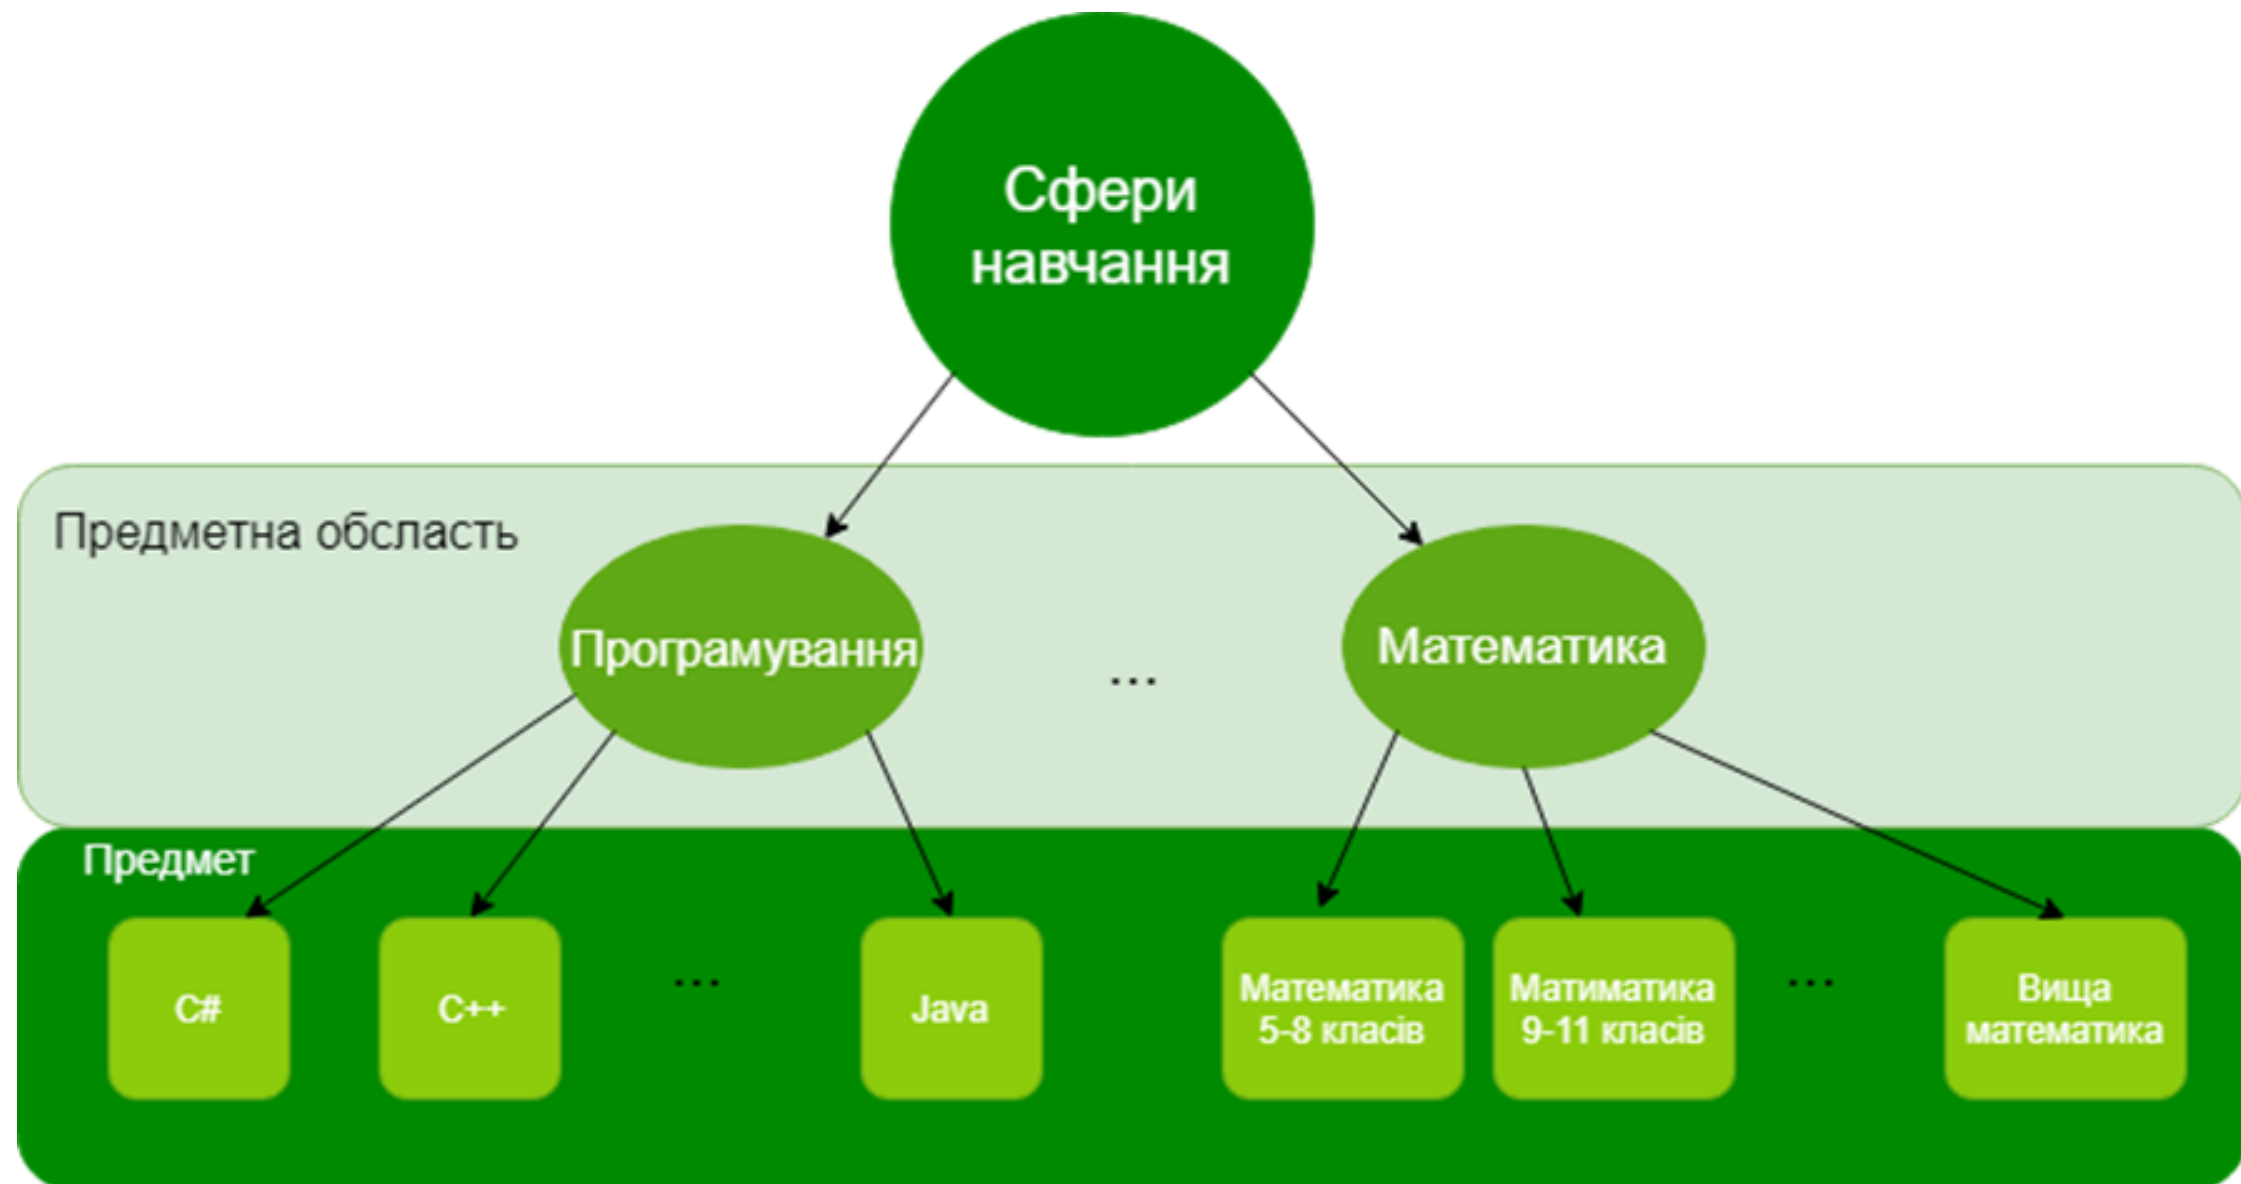 Сфери
навчання
Предметна обсласть
Програмування
...
Математика
Предмет
C#
C++
...
Java
Математика
5-8 класів
Матиматика
9-11 класів
...
Вища
математика